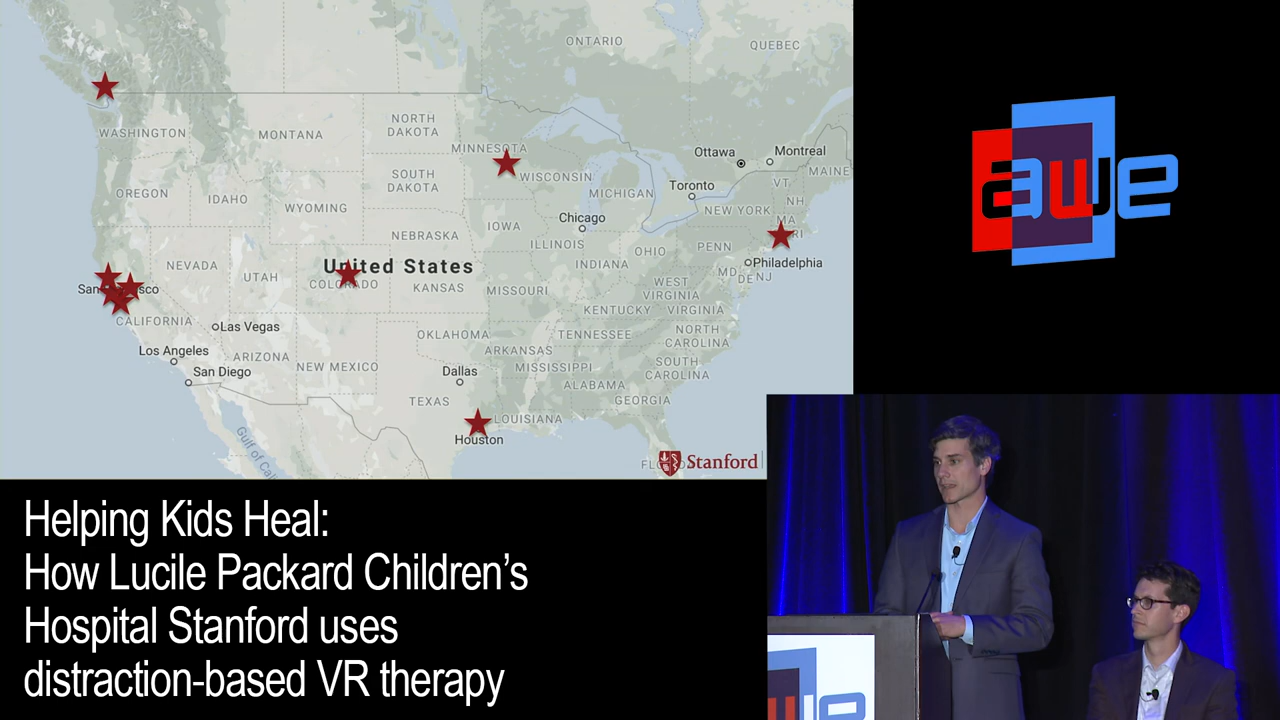 ONTARIO
QUEBEC
WASHINGTON
MONTANA
NORTH
DAKOTA
MINNESOTA
Ottawa
Montreal
MAINE
OREGON
IDAHO
SOUTH
DAKOTA
WISCONSIN
MICHIGAN
Toronto
VT
NH
WYOMING
NEW YORK
MA
RI
Chicago
IOWA
NEBRASKA
ILLINOIS
OHIO
PENN
NEVADA
UTAH
United States
COLORADO
KANSAS
INDIANA
Philadelphia
MD
DE
NJ
MISSOURI
WEST
VIRGINIA
KENTUCKY
VIRGINIA
CALIFORNIA
Las Vegas
Los Angeles
ARIZONA
NEW MEXICO
OKLAHOMA
ARKANSAS
TENNESSEE
NORTH
CAROLINA
San Diego
Dallas
MISSISSIPPI
SOUTH
CAROLINA
ALABAMA
TEXAS
GEORGIA
LOUISIANA
Houston
Stanford
awe
Helping Kids Heal:
How Lucile Packard Children’s
Hospital Stanford uses
distraction-based VR therapy
awe